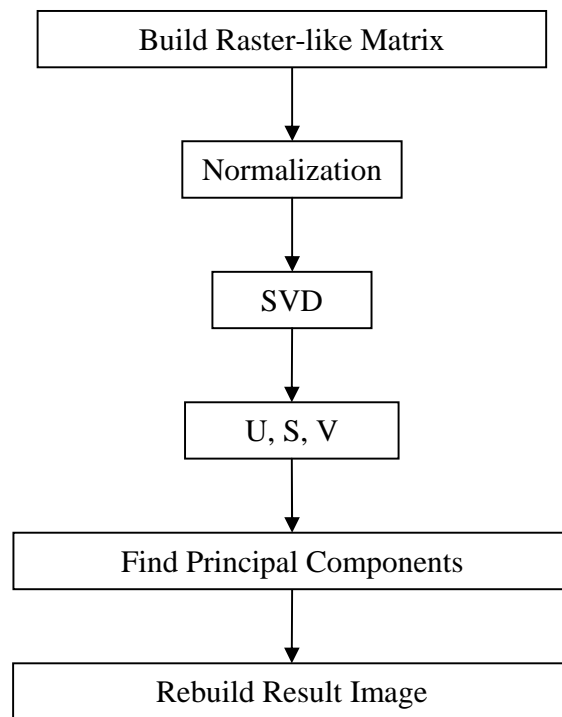 Build Raster-like Matrix
Normalization
SVD
U, S, V
Find Principal Components
Rebuild Result Image